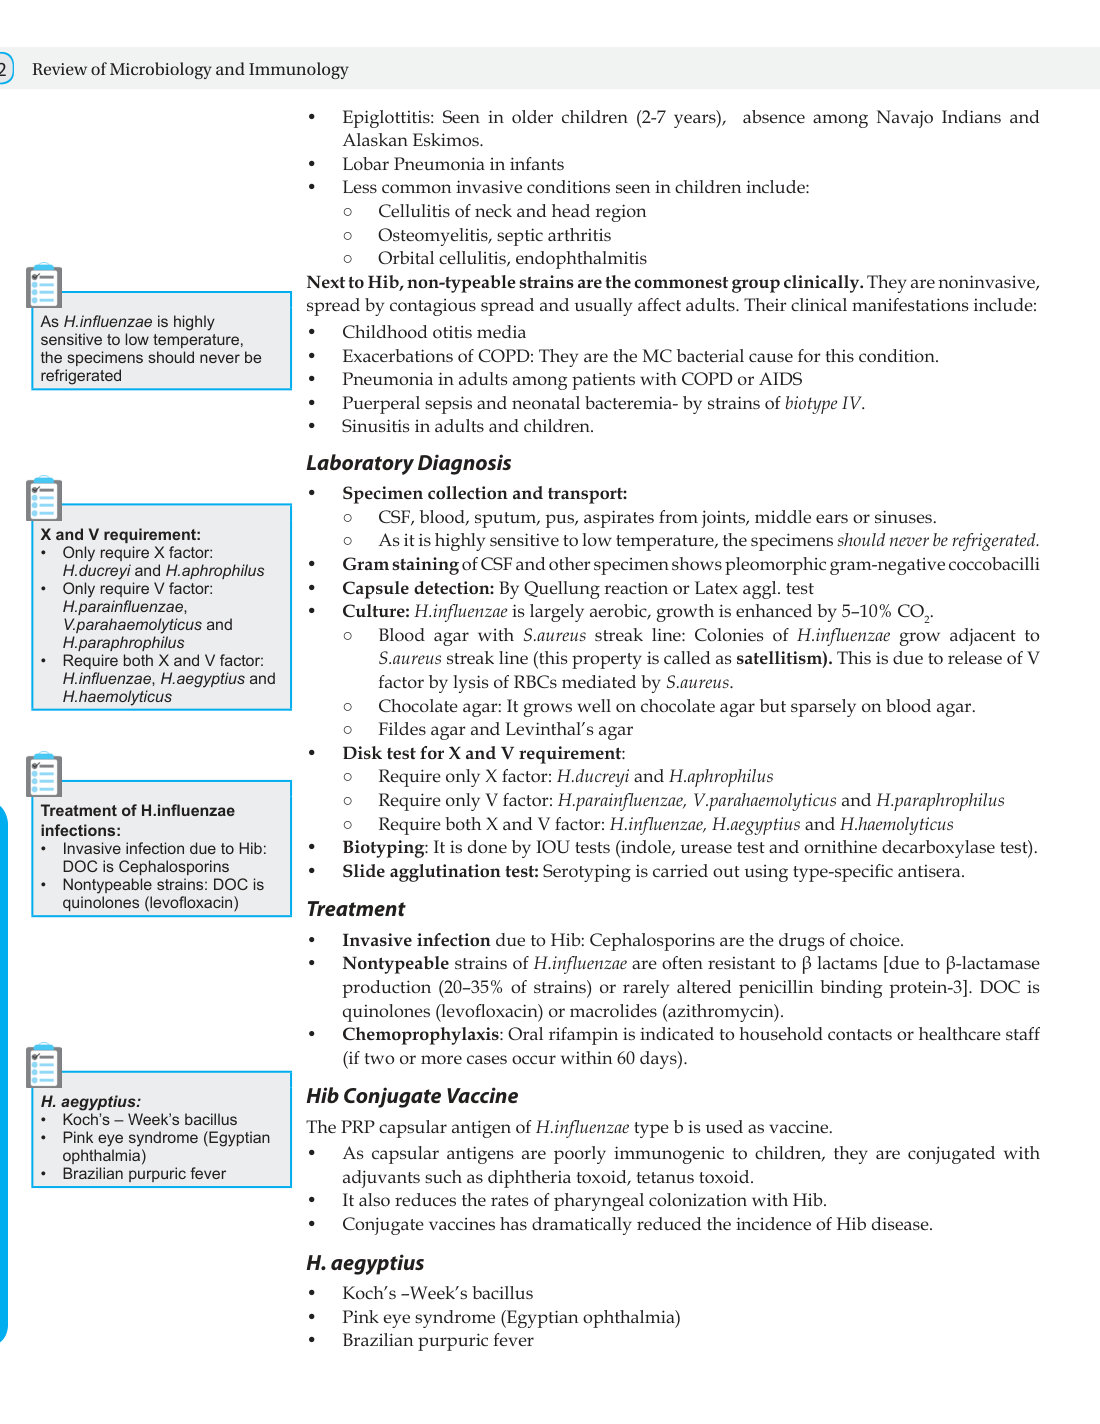 2 Review of Microbiology and Immunology
• Epiglottitis: Seen in older children (2-7 years), absence among Navajo Indians and
Alaskan Eskimos.
• Lobar Pneumonia in infants
• Less common invasive conditions seen in children include:
○ Cellulitis of neck and head region
○ Osteomyelitis, septic arthritis
○ Orbital cellulitis, endophthalmitis
Next to Hib, non-typeable strains are the commonest group clinically. They are noninvasive,
spread by contagious spread and usually affect adults. Their clinical manifestations include:
• Childhood otitis media
• Exacerbations of COPD: They are the MC bacterial cause for this condition.
• Pneumonia in adults among patients with COPD or AIDS
• Puerperal sepsis and neonatal bacteremia- by strains of biotype IV.
• Sinusitis in adults and children.
As H.influenzae is highly
sensitive to low temperature,
the specimens should never be
refrigerated
Laboratory Diagnosis
• Specimen collection and transport:
○ CSF, blood, sputum, pus, aspirates from joints, middle ears or sinuses.
○ As it is highly sensitive to low temperature, the specimens should never be refrigerated.
• Gram staining of CSF and other specimen shows pleomorphic gram-negative coccobacilli
• Capsule detection: By Quellung reaction or Latex aggl. test
• Culture: H.influenzae is largely aerobic, growth is enhanced by 5–10% CO2.
○ Blood agar with S.aureus streak line: Colonies of H.influenzae grow adjacent to
S.aureus streak line (this property is called as satellitism). This is due to release of V
factor by lysis of RBCs mediated by S.aureus.
○ Chocolate agar: It grows well on chocolate agar but sparsely on blood agar.
○ Fildes agar and Levinthal's agar
• Disk test for X and V requirement:
○ Require only X factor: H.ducreyi and H.aphrophilus
○ Require only V factor: H.parainfluenzae, V.parahaemolyticus and H.paraphrophilus
○ Require both X and V factor: H.influenzae, H.aegyptius and H.haemolyticus
• Biotyping: It is done by IOU tests (indole, urease test and ornithine decarboxylase test).
• Slide agglutination test: Serotyping is carried out using type-specific antisera.
X and V requirement:
• Only require X factor:
H.ducreyi and H.aphrophilus
• Only require V factor:
H.parainfluenzae,
V.parahaemolyticus and
H.paraphrophilus
• Require both X and V factor:
H.influenzae, H.aegyptius and
H.haemolyticus
Treatment of H.influenzae
infections:
• Invasive infection due to Hib:
DOC is Cephalosporins
• Nontypeable strains: DOC is
quinolones (levofloxacin)
Treatment
• Invasive infection due to Hib: Cephalosporins are the drugs of choice.
• Nontypeable strains of H.influenzae are often resistant to β lactams [due to β-lactamase
production (20–35% of strains) or rarely altered penicillin binding protein-3]. DOC is
quinolones (levofloxacin) or macrolides (azithromycin).
• Chemoprophylaxis: Oral rifampin is indicated to household contacts or healthcare staff
(if two or more cases occur within 60 days).
Hib Conjugate Vaccine
The PRP capsular antigen of H.influenzae type b is used as vaccine.
• As capsular antigens are poorly immunogenic to children, they are conjugated with
adjuvants such as diphtheria toxoid, tetanus toxoid.
• It also reduces the rates of pharyngeal colonization with Hib.
• Conjugate vaccines has dramatically reduced the incidence of Hib disease.
H. aegyptius:
• Koch's – Week's bacillus
• Pink eye syndrome (Egyptian
ophthalmia)
• Brazilian purpuric fever
H. aegyptius
• Koch's –Week's bacillus
• Pink eye syndrome (Egyptian ophthalmia)
• Brazilian purpuric fever